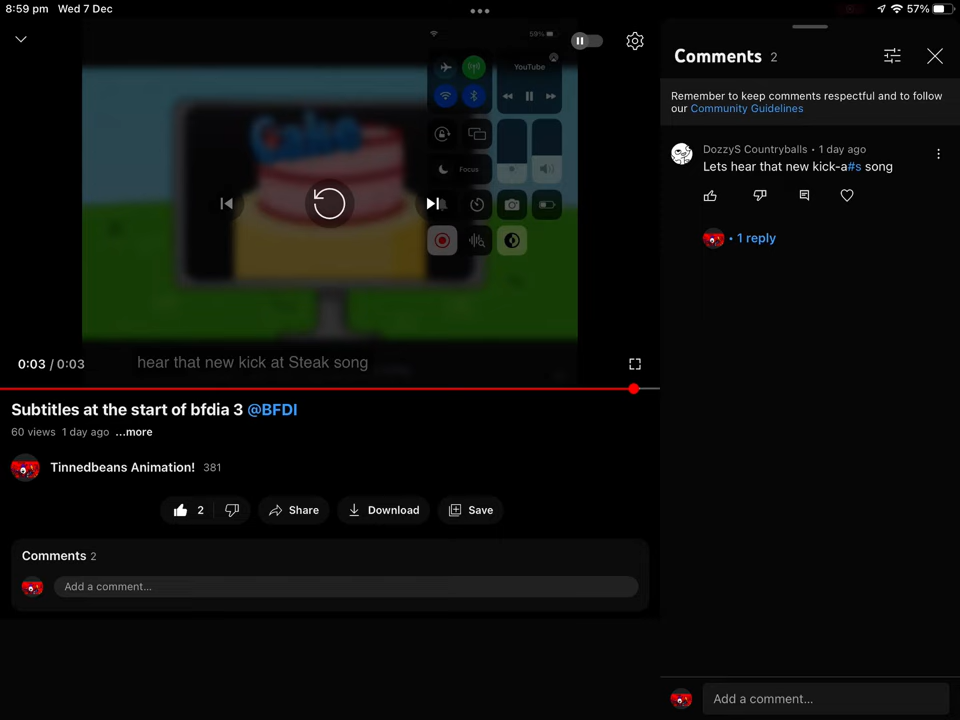 8:59 pm Wed 7 Dec
57%
59%
YouTube
Focus
Cake
hear that new kick at Steak song
0:03 / 0:03
Subtitles at the start of bfdia 3 @BFDI
60 views 1 day ago ...more
Tinnedbeans Animation! 381
2 Share Download Save
Comments 2
Add a comment...
Comments 2
Remember to keep comments respectful and to follow
our Community Guidelines
DozzyS Countryballs • 1 day ago
Lets hear that new kick-a#s song
• 1 reply
Add a comment...